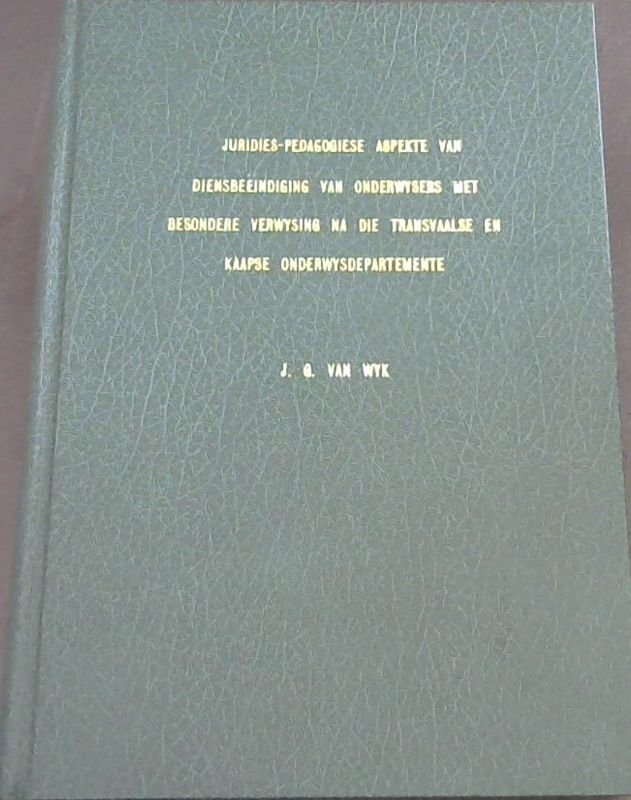 JURIDIES-PEDAGOGIESE ASPEKTE VAN
DIENSBEËINDIGING VAN ONDERWYSERS MET
BESONDERE VERWYSING NA DIE TRANSVAALSE EN
KAAPSE ONDERWYSDEPARTEMENTE
J. G. VAN WYK